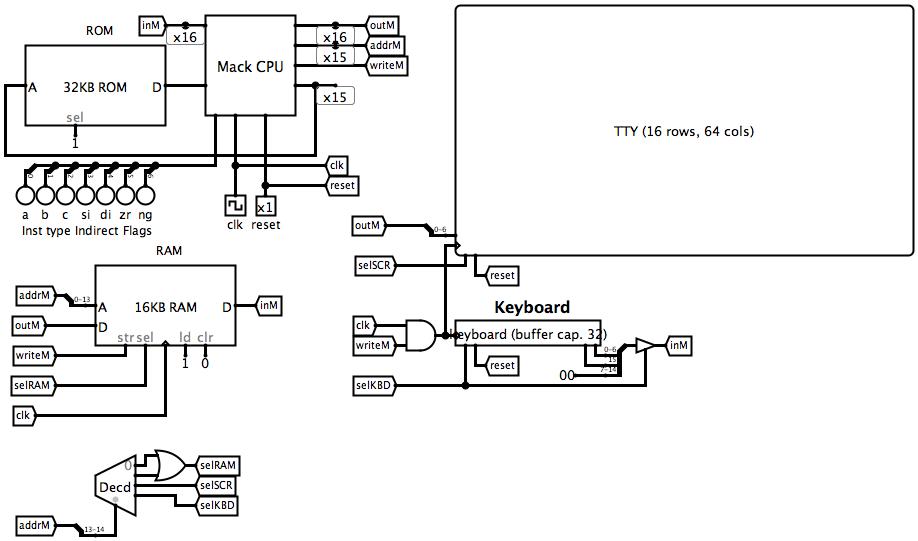 ROM
32KB ROM
A
D
sel
1
inM
x16
Mack CPU
x16
x15
x15
outM
addrM
writeM
clk
reset
clk
reset
x1
a b c si di zr ng
Inst type Indirect Flags
TTY (16 rows, 64 cols)
outM
0-6
selSCR
reset
RAM
16KB RAM
addrM
0-13
A
outM
D
D
inM
str sel
ld clr
1 0
writeM
selRAM
clk
Keyboard
keyboard (buffer cap. 32)
clk
writeM
reset
selKBD
0-6
15
7-14
00
inM
Decd
0
selRAM
selSCR
selKBD
addrM
13-14